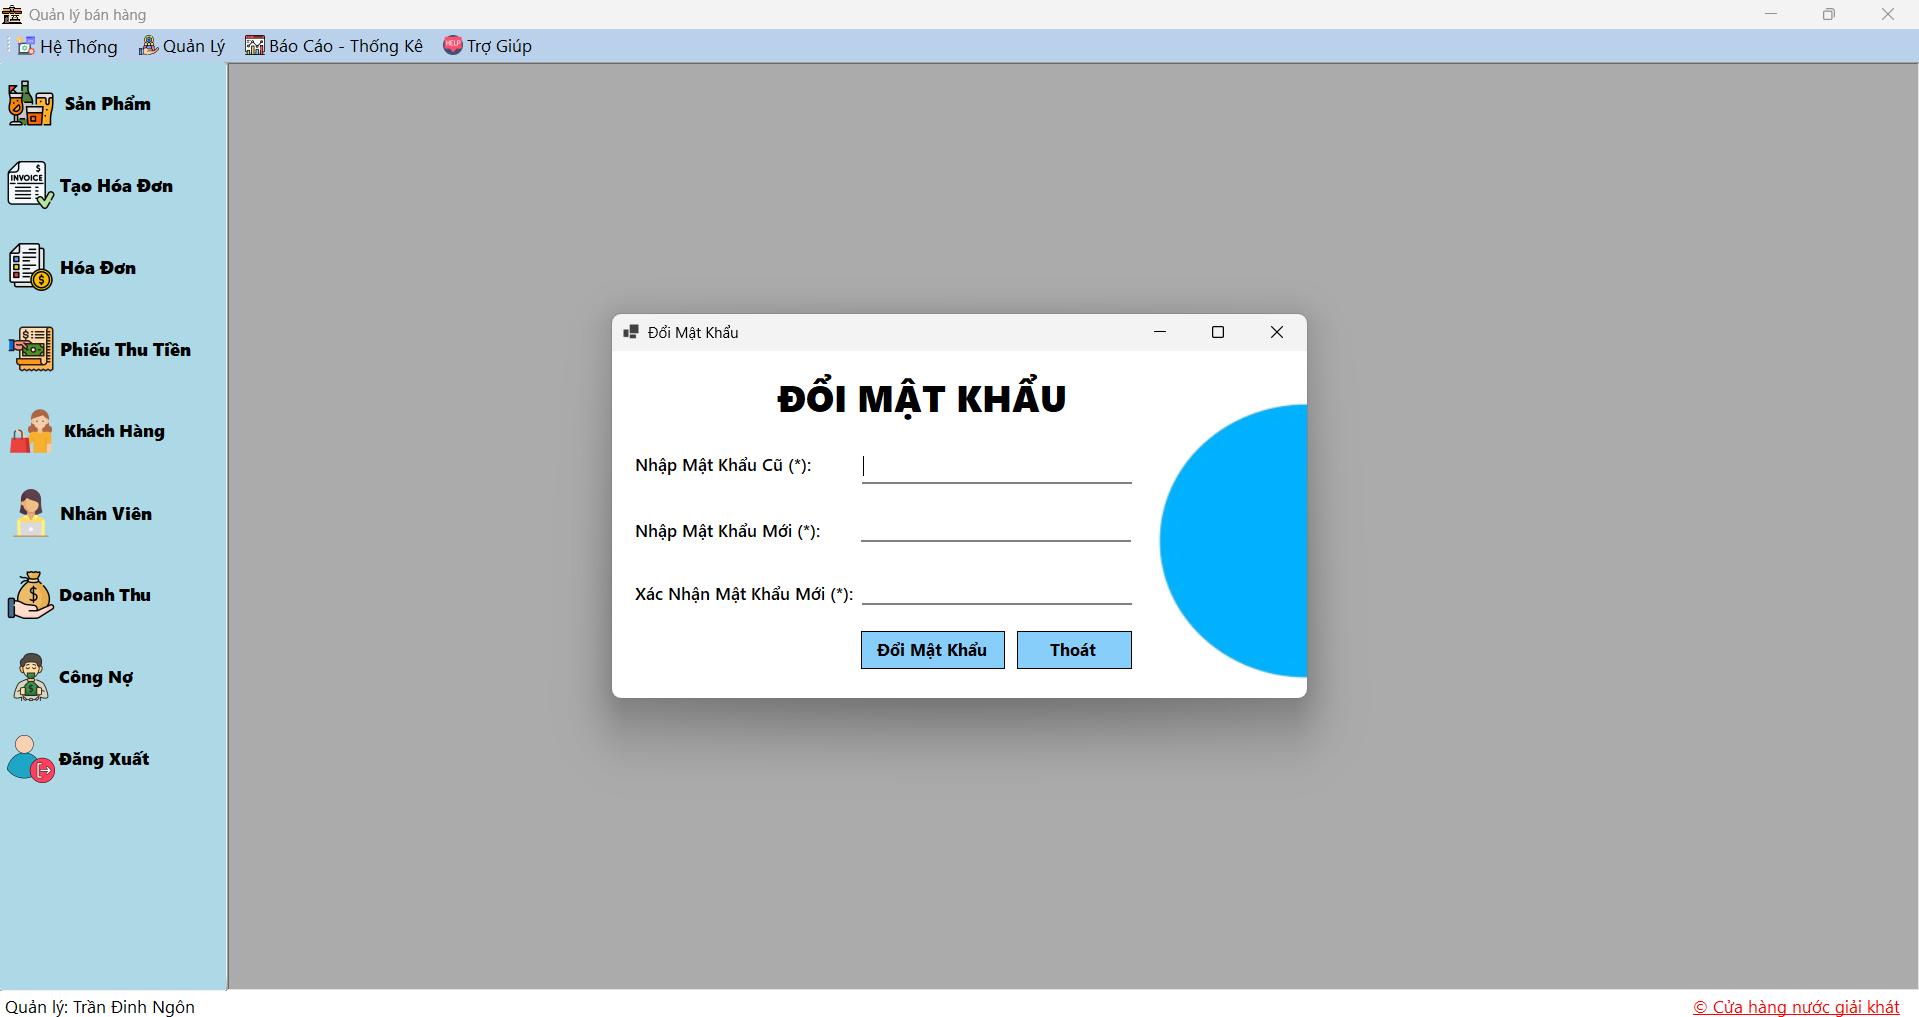 Quản lý bán hàng
Hệ Thống Quản Lý Báo Cáo - Thống Kê HELP Trợ Giúp
Sản Phẩm
INVOICE
Tạo Hóa Đơn
Hóa Đơn
Phiếu Thu Tiền
Khách Hàng
Nhân Viên
Doanh Thu
Công Nợ
Đăng Xuất
Đổi Mật Khẩu
ĐỔI MẬT KHẨU
Nhập Mật Khẩu Cũ (*):
Nhập Mật Khẩu Mới (*):
Xác Nhận Mật Khẩu Mới (*):
Đổi Mật Khẩu Thoát
Quản lý: Trần Đinh Ngôn
© Cửa hàng nước giải khát